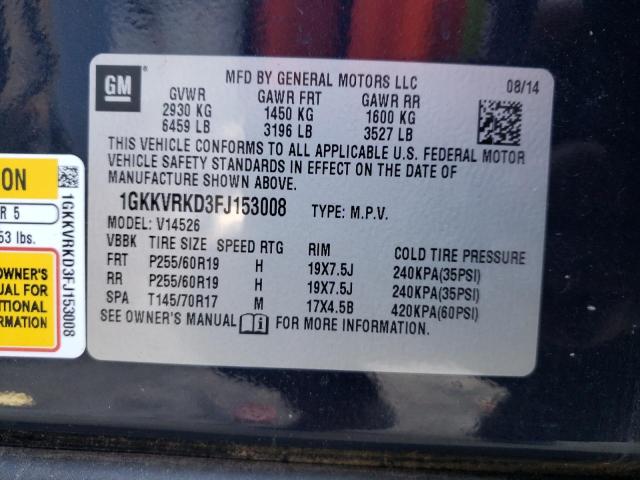 GM
MFD BY GENERAL MOTORS LLC
08/14
GVWR GAWR FRT GAWR RR
2930 KG 1450 KG 1600 KG
6459 LB 3196 LB 3527 LB
THIS VEHICLE CONFORMS TO ALL APPLICABLE U.S. FEDERAL MOTOR
VEHICLE SAFETY STANDARDS IN EFFECT ON THE DATE OF
MANUFACTURE SHOWN ABOVE.
1GKKVRKD3FJ153008 TYPE: M.P.V.
MODEL: V14526
VBBK TIRE SIZE SPEED RTG RIM COLD TIRE PRESSURE
FRT P255/60R19 H 19X7.5J 240KPA(35PSI)
RR P255/60R19 H 19X7.5J 240KPA(35PSI)
SPA T145/70R17 M 17X4.5B 420KPA(60PSI)
SEE OWNER'S MANUAL i FOR MORE INFORMATION.
ON
R 5
53 lbs.
OWNER'S
UAL FOR
ITIONAL
RMATION
1GKKVRKD3FJ153008